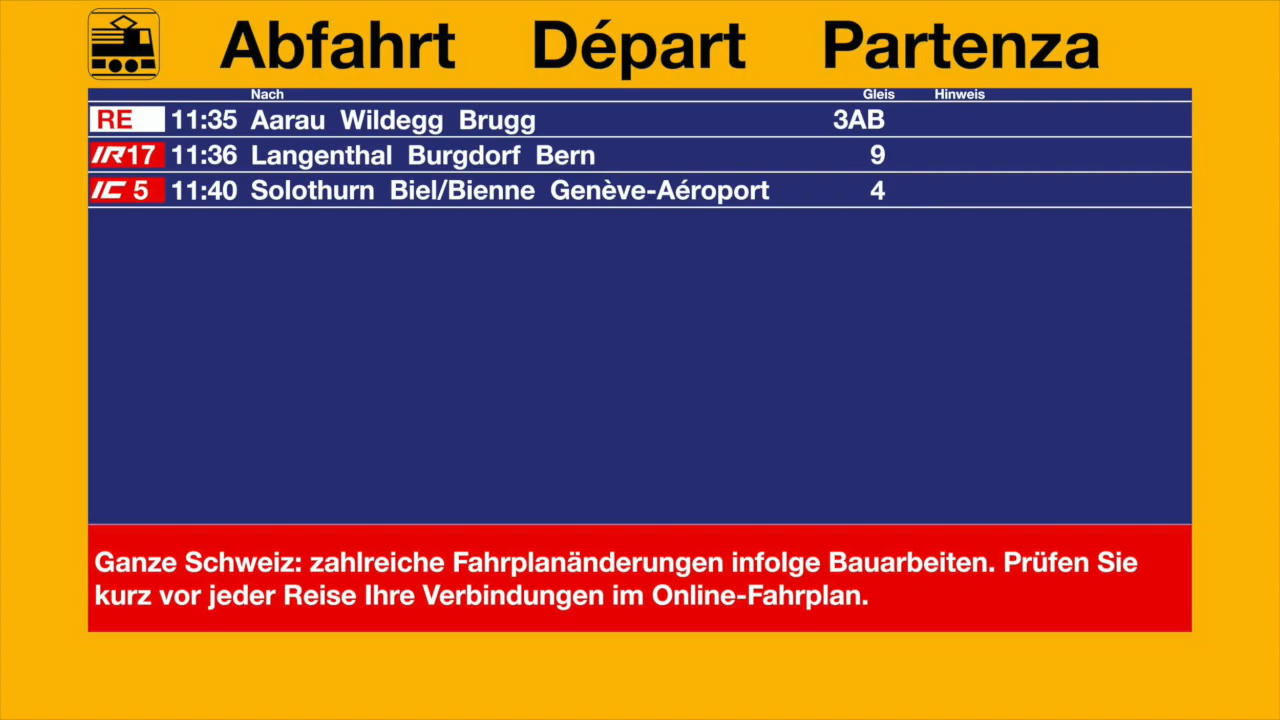 Abfahrt Départ Partenza
Nach Gleis Hinweis
RE 11:35 Aarau Wildegg Brugg 3AB
IR17 11:36 Langenthal Burgdorf Bern 9
IC 5 11:40 Solothurn Biel/Bienne Genève-Aéroport 4
Ganze Schweiz: zahlreiche Fahrplanänderungen infolge Bauarbeiten. Prüfen Sie
kurz vor jeder Reise Ihre Verbindungen im Online-Fahrplan.